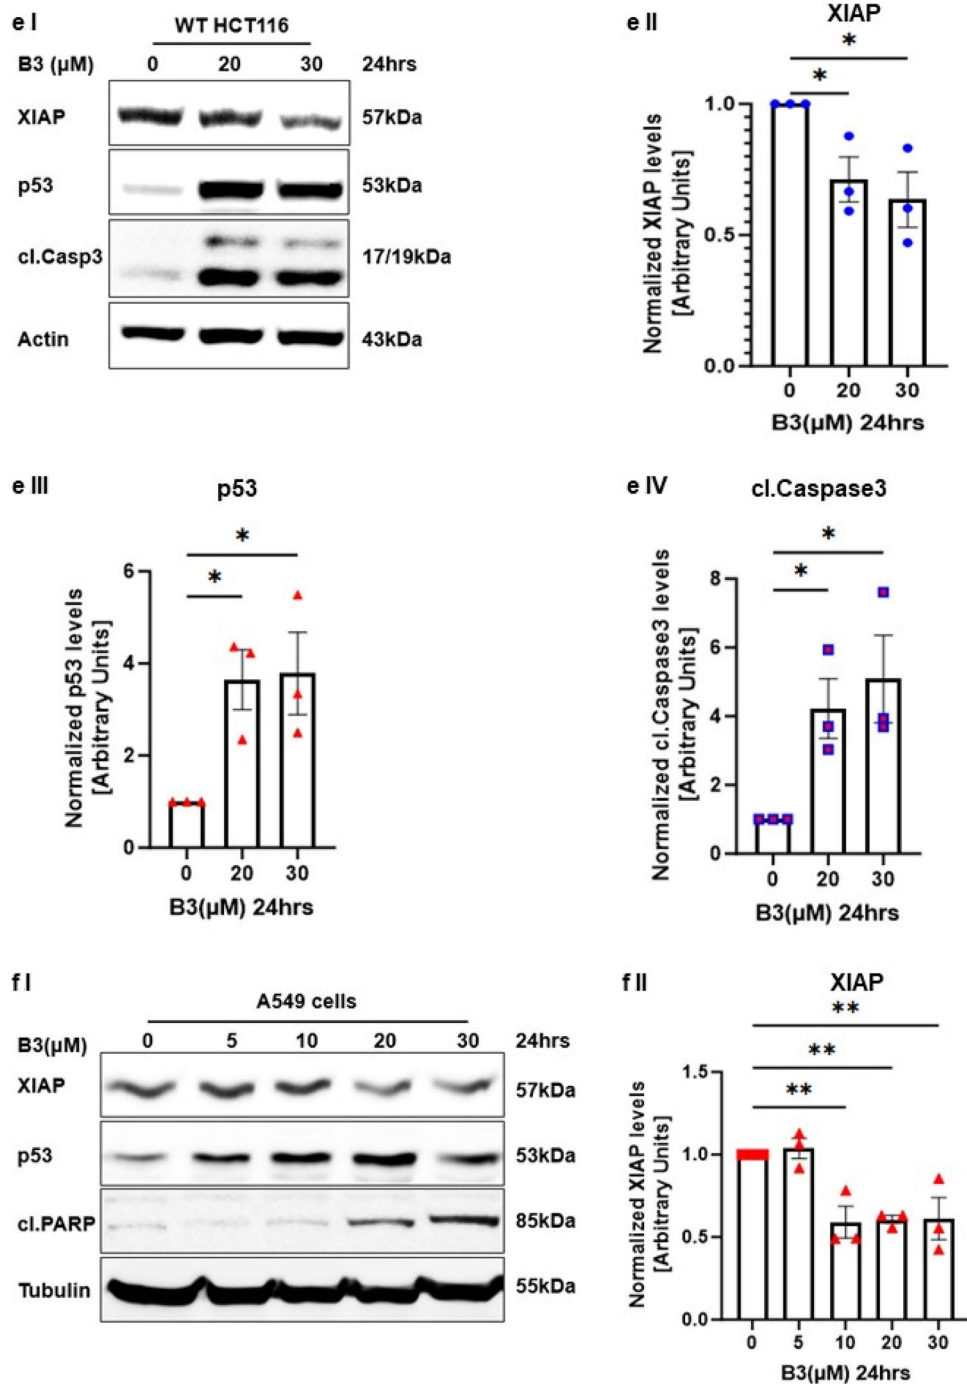 e I
WT HCT116
B3 (µM) 0 20 30 24hrs
XIAP 57kDa
p53 53kDa
cl.Casp3 17/19kDa
Actin 43kDa
e II
XIAP
*
*
Normalized XIAP levels
[Arbitrary Units]
1.0
0.5
0.0
0 20 30
B3(µM) 24hrs
e III
p53
*
*
Normalized p53 levels
[Arbitrary Units]
6
4
2
0
0 20 30
B3(µM) 24hrs
e IV
cl.Caspase3
*
*
Normalized cl.Caspase3 levels
[Arbitrary Units]
8
6
4
2
0
0 20 30
B3(µM) 24hrs
f I
A549 cells
B3(µM) 0 5 10 20 30 24hrs
XIAP 57kDa
p53 53kDa
cl.PARP 85kDa
Tubulin 55kDa
f II
XIAP
**
**
**
Normalized XIAP levels
[Arbitrary Units]
1.5
1.0
0.5
0.0
0 5 10 20 30
B3(µM) 24hrs